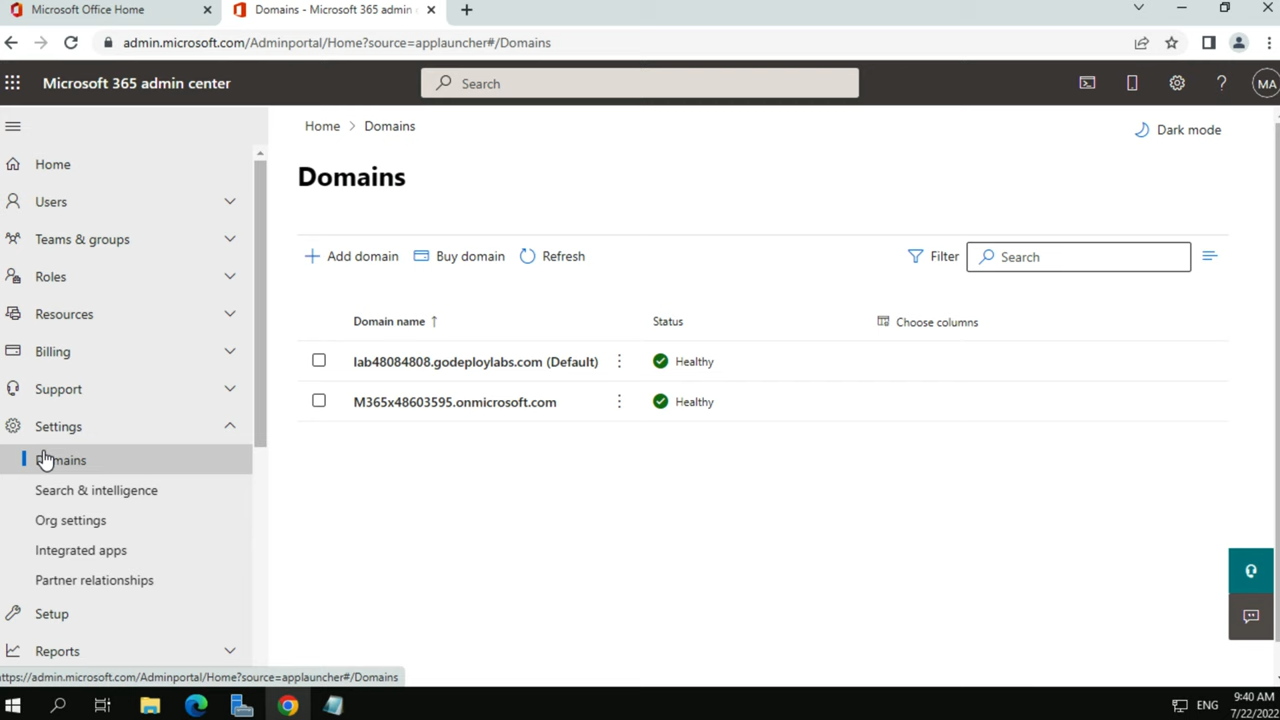 Microsoft Office Home
Domains - Microsoft 365 admin
admin.microsoft.com/Adminportal/Home?source=applauncher#/Domains
Microsoft 365 admin center
Search
MA
Home > Domains
Dark mode
Home
Domains
Users
Teams & groups
Add domain
Buy domain
Refresh
Filter
Search
Roles
Resources
Domain name ↑
Status
Choose columns
Billing
lab48084808.godeploylabs.com (Default)
Healthy
Support
M365x48603595.onmicrosoft.com
Healthy
Settings
Domains
Search & intelligence
Org settings
Integrated apps
Partner relationships
Setup
Reports
https://admin.microsoft.com/Adminportal/Home?source=applauncher#/Domains
ENG
9:40 AM
7/22/2022